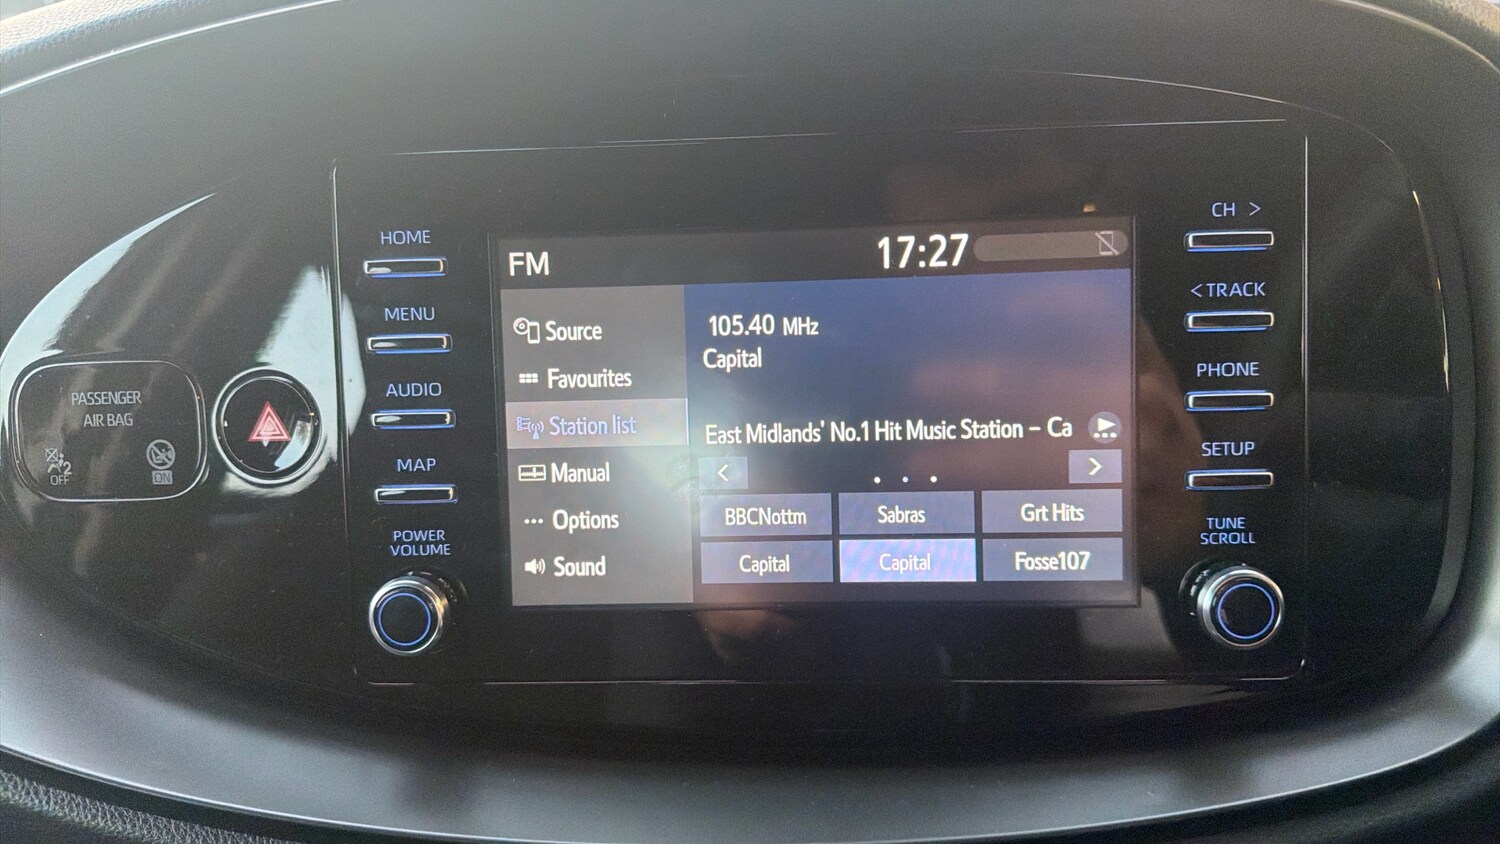 PASSENGER
AIR BAG
2
OFF
ON
HOME
MENU
AUDIO
MAP
POWER
VOLUME
FM
17:27
Source
Favourites
Station list
Manual
Options
Sound
105.40 MHz
Capital
East Midlands' No.1 Hit Music Station – Ca
<
>
BBCNottm
Sabras
Grt Hits
Capital
Capital
Fosse107
CH >
< TRACK
PHONE
SETUP
TUNE
SCROLL